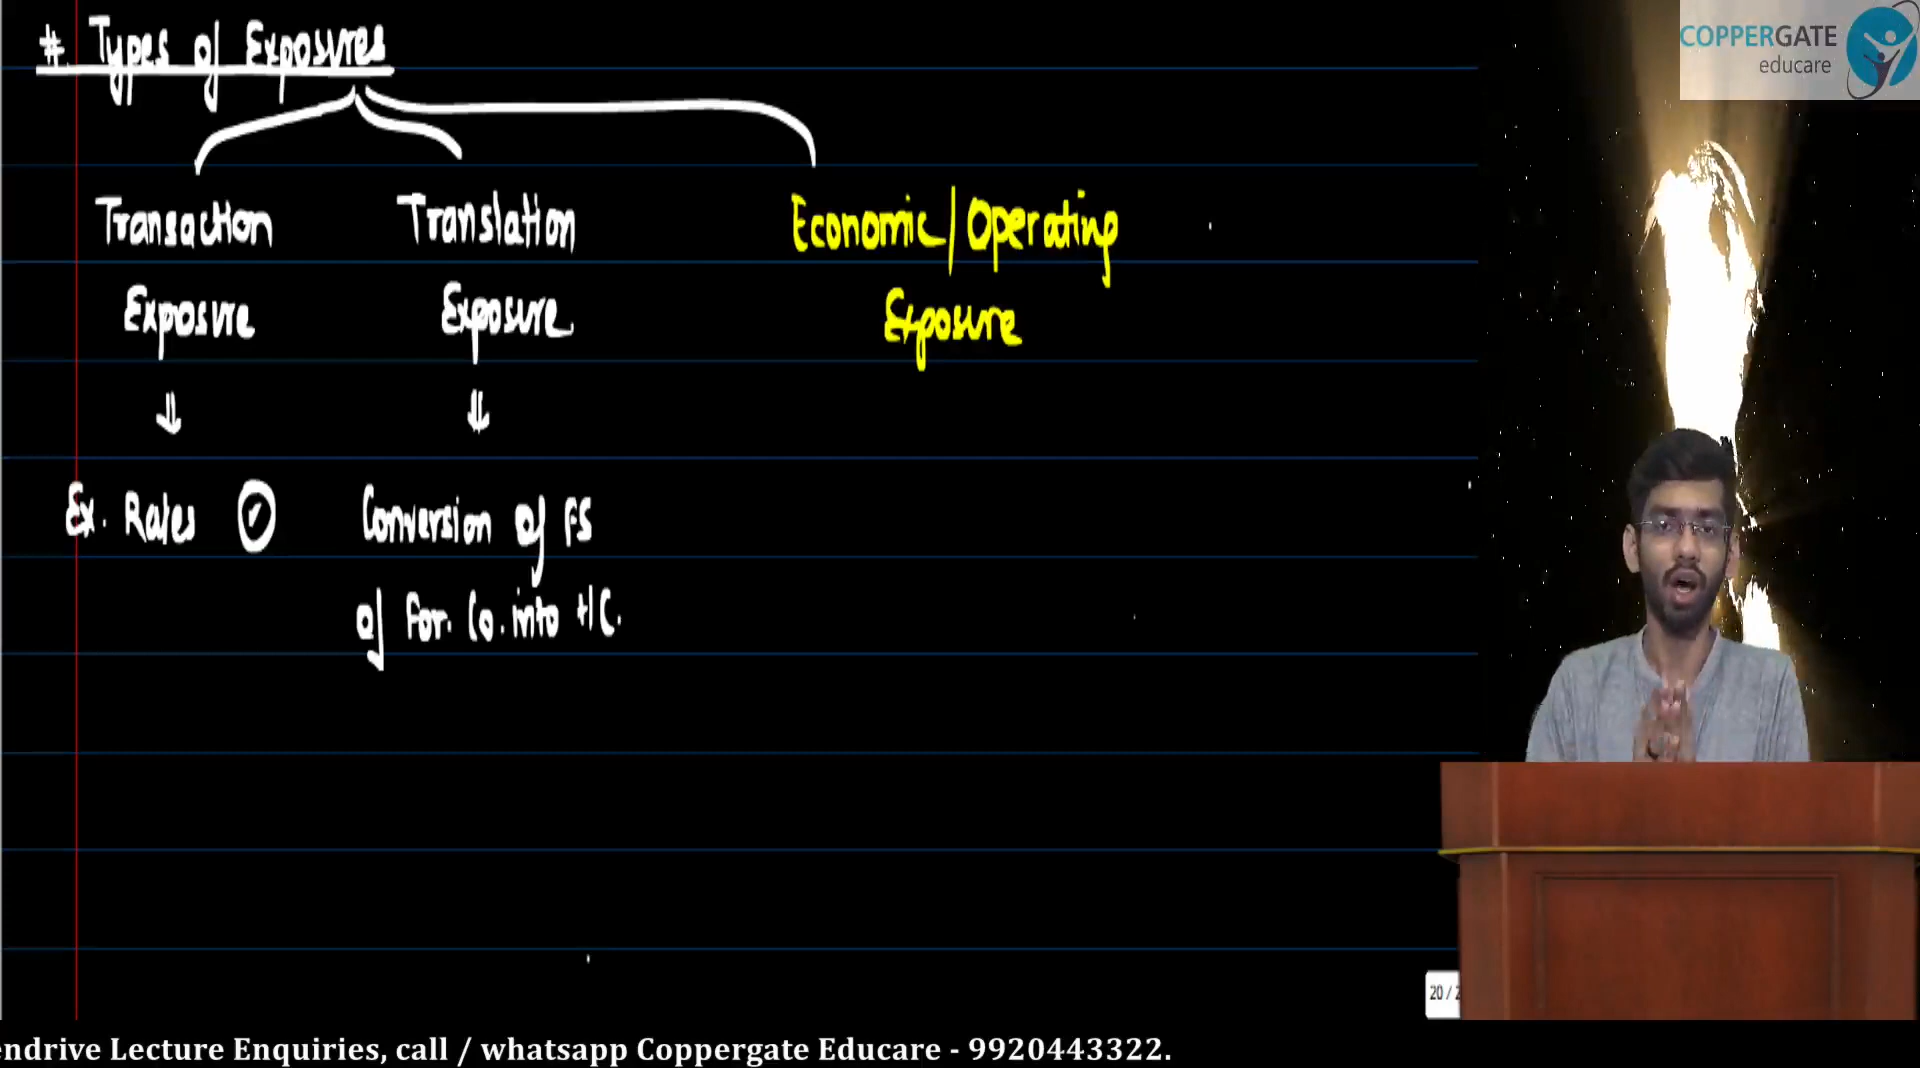 # Types of Exposures
COPPERGATE
educare
Transaction
Exposure
Translation
Exposure
Economic/Operating
Exposure
Ex. Rates
Conversion of FS
of For. Co. into HC.
20 / 2
endrive Lecture Enquiries, call / whatsapp Coppergate Educare - 9920443322.